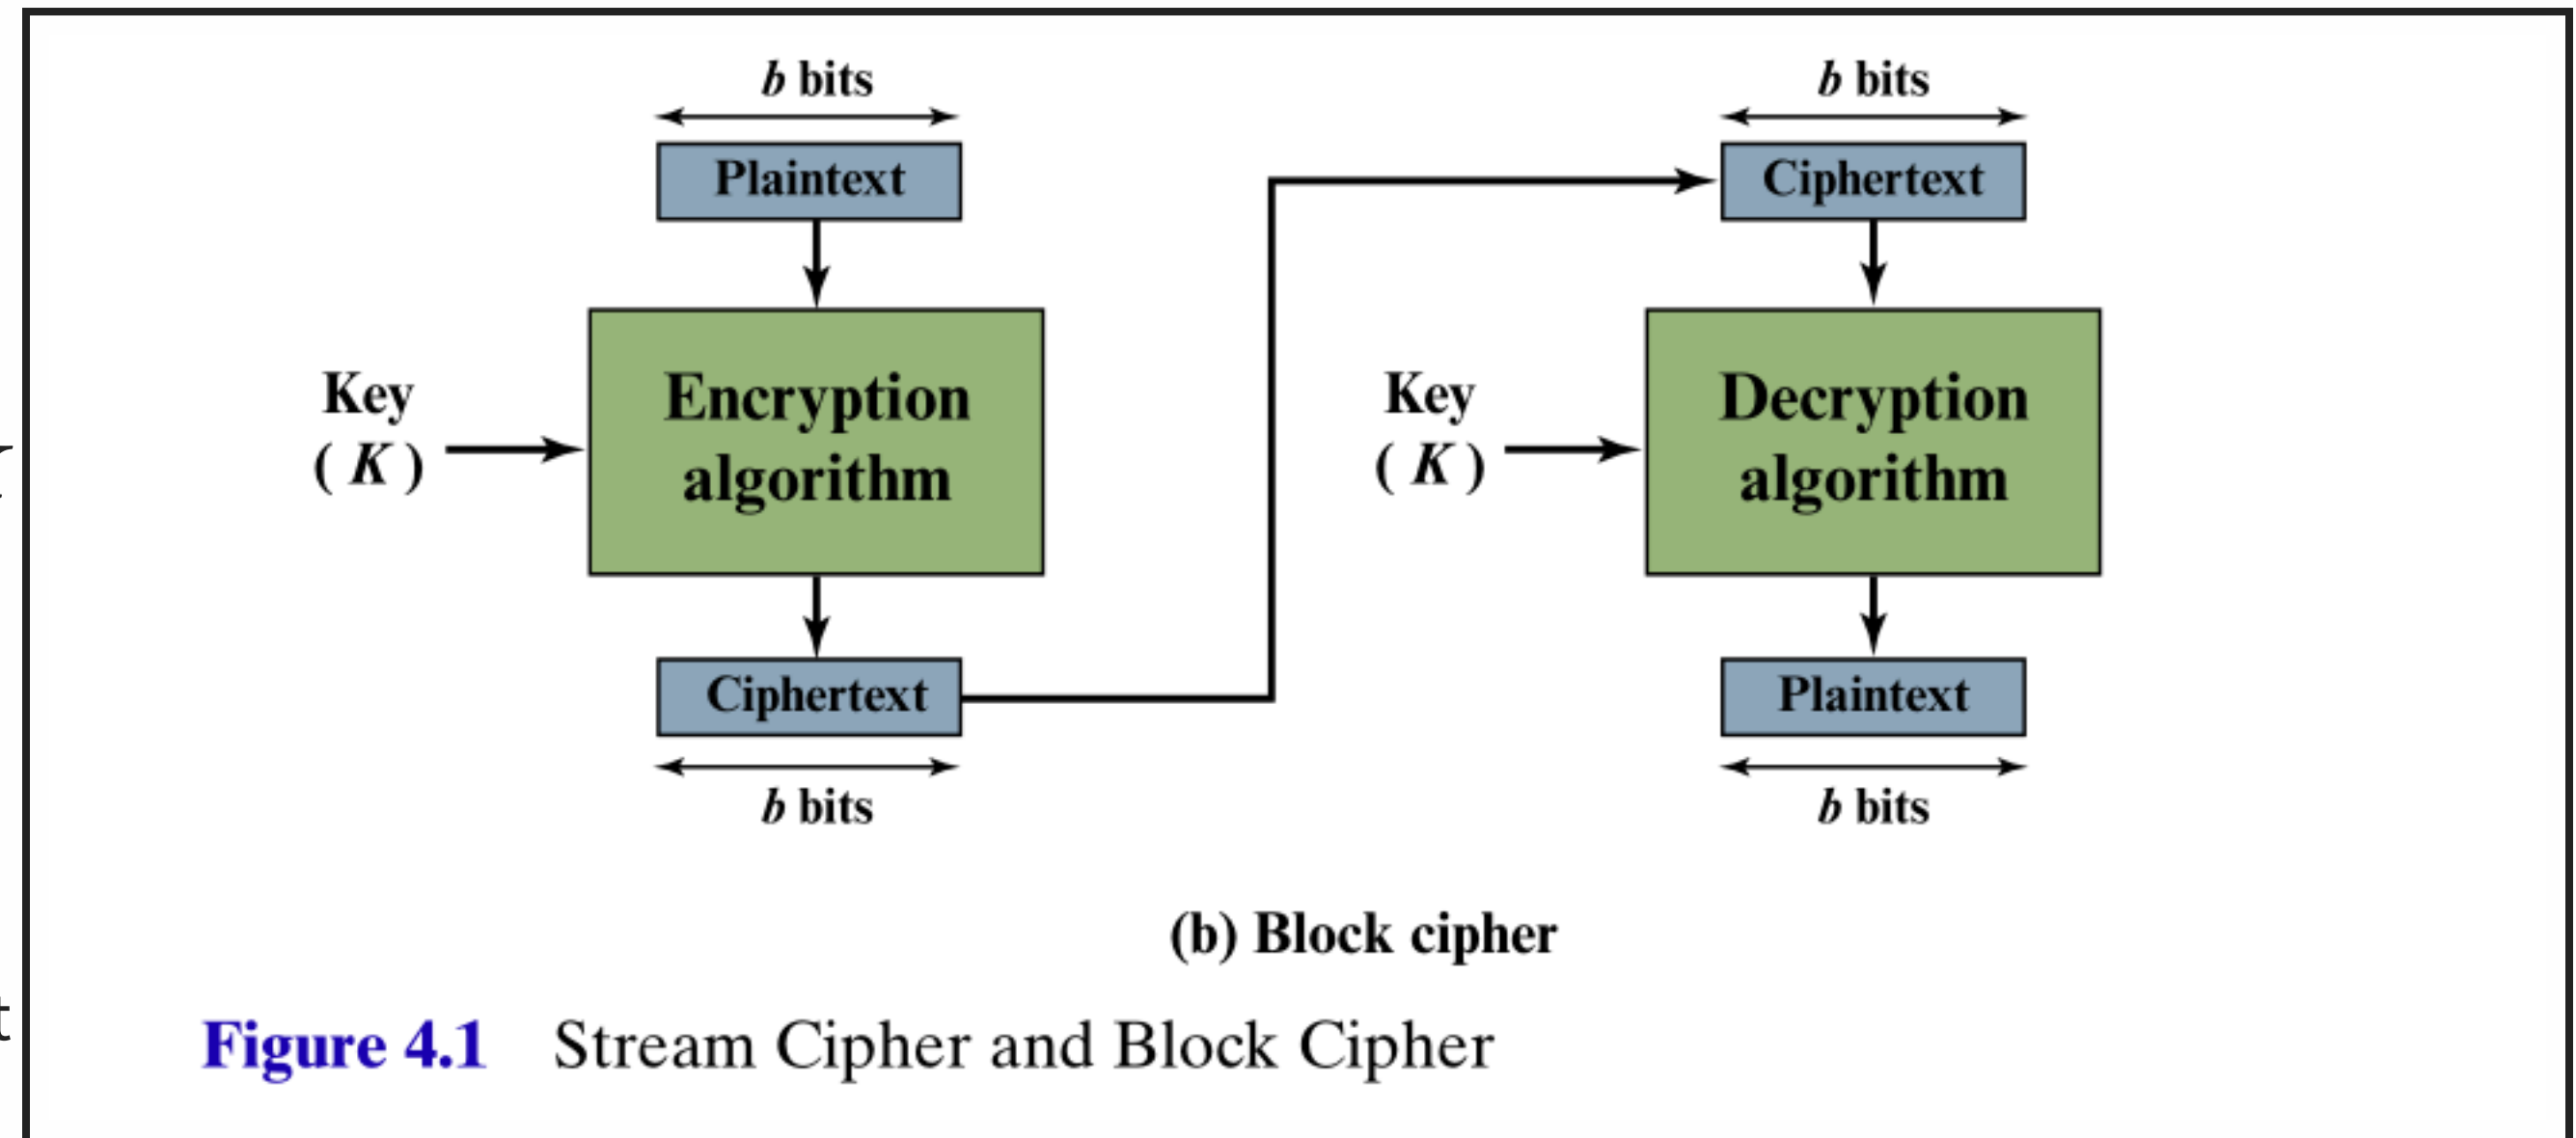 b bits
Plaintext
Key
( K )
Encryption
algorithm
Ciphertext
b bits
b bits
Ciphertext
Key
( K )
Decryption
algorithm
Plaintext
b bits
(b) Block cipher
Figure 4.1 Stream Cipher and Block Cipher
t